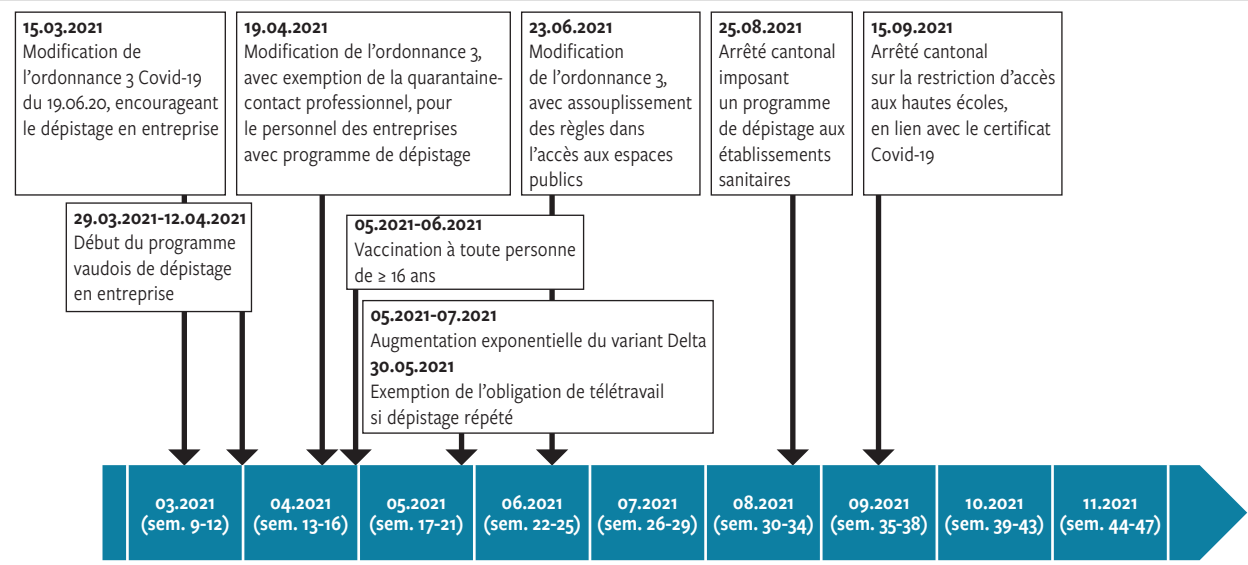 15.03.2021
Modification de
l’ordonnance 3 Covid-19
du 19.06.20, encourageant
le dépistage en entreprise
19.04.2021
Modification de l’ordonnance 3,
avec exemption de la quarantaine-
contact professionnel, pour
le personnel des entreprises
avec programme de dépistage
23.06.2021
Modification
de l’ordonnance 3,
avec assouplissement
des règles dans
l’accès aux espaces
publics
25.08.2021
Arrêté cantonal
imposant
un programme
de dépistage aux
établissements
sanitaires
15.09.2021
Arrêté cantonal
sur la restriction d’accès
aux hautes écoles,
en lien avec le certificat
Covid-19
29.03.2021-12.04.2021
Début du programme
vaudois de dépistage
en entreprise
05.2021-06.2021
Vaccination à toute personne
de ≥ 16 ans
05.2021-07.2021
Augmentation exponentielle du variant Delta
30.05.2021
Exemption de l’obligation de télétravail
si dépistage répété
03.2021
(sem. 9-12)
04.2021
(sem. 13-16)
05.2021
(sem. 17-21)
06.2021
(sem. 22-25)
07.2021
(sem. 26-29)
08.2021
(sem. 30-34)
09.2021
(sem. 35-38)
10.2021
(sem. 39-43)
11.2021
(sem. 44-47)